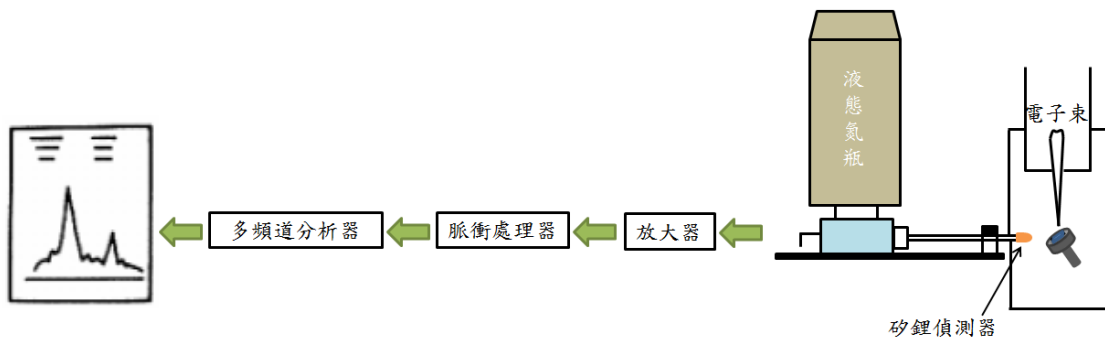 液態氮瓶
電子束
多頻道分析器
脈衝處理器
放大器
矽鋰偵測器